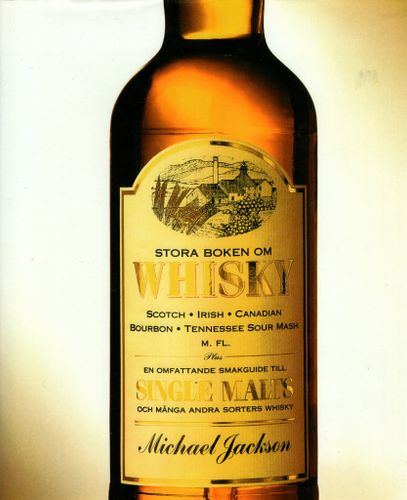 STORA BOKEN OM
WHISKY
SCOTCH • IRISH • CANADIAN
BOURBON • TENNESSEE SOUR MASH
M. FL.
Plus
EN OMFATTANDE SMAKGUIDE TILL
SINGLE MALTS
OCH MÅNGA ANDRA SORTERS WHISKY
Michael Jackson